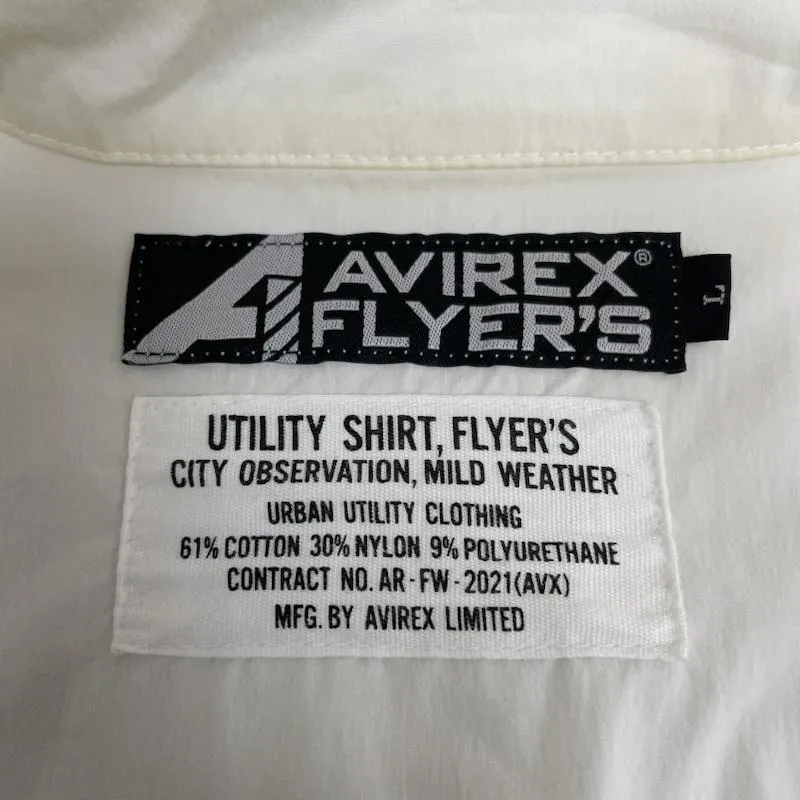 AVIREX®
FLYER'S
L
UTILITY SHIRT, FLYER'S
CITY OBSERVATION, MILD WEATHER
URBAN UTILITY CLOTHING
61% COTTON 30% NYLON 9% POLYURETHANE
CONTRACT NO. AR-FW-2021(AVX)
MFG. BY AVIREX LIMITED